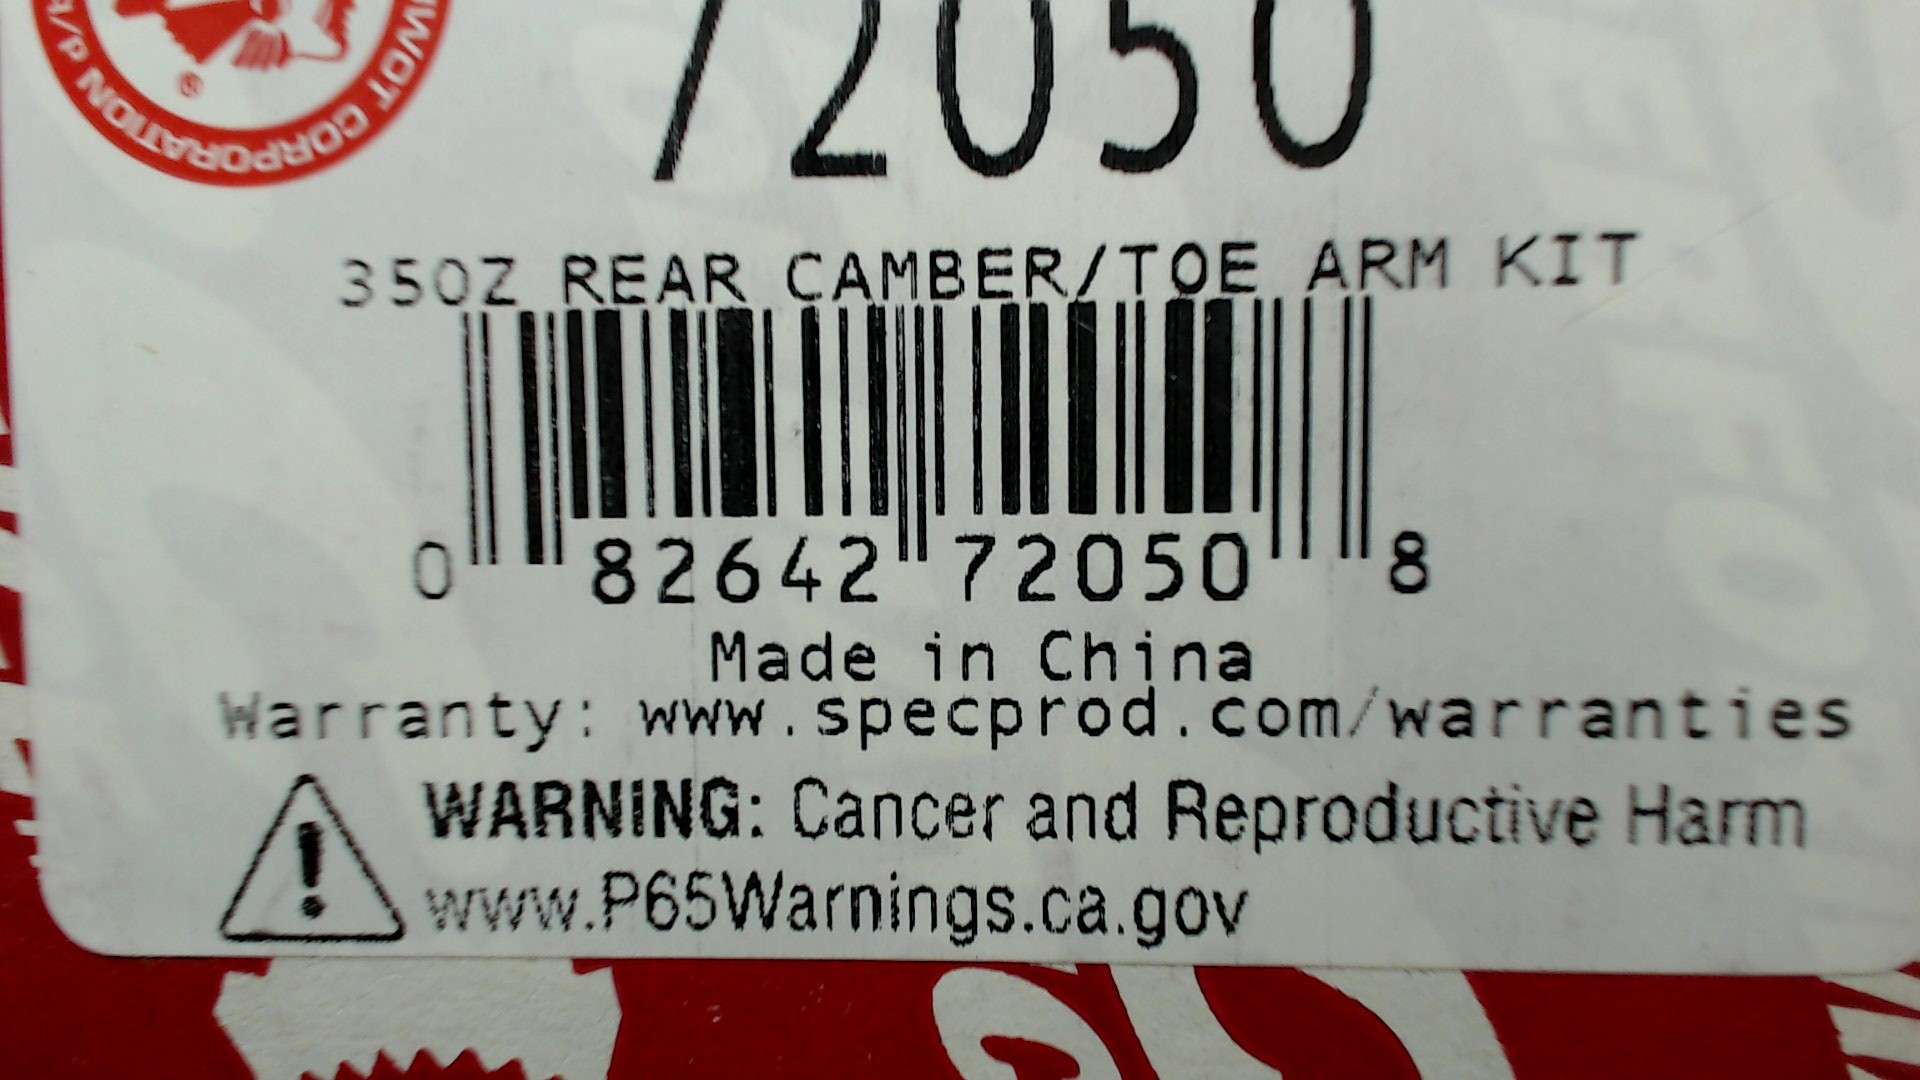 72050
CORPORATION
®
350Z REAR CAMBER/TOE ARM KIT
0 82642 72050 8
Made in China
Warranty: www.specprod.com/warranties
WARNING: Cancer and Reproductive Harm
www.P65Warnings.ca.gov